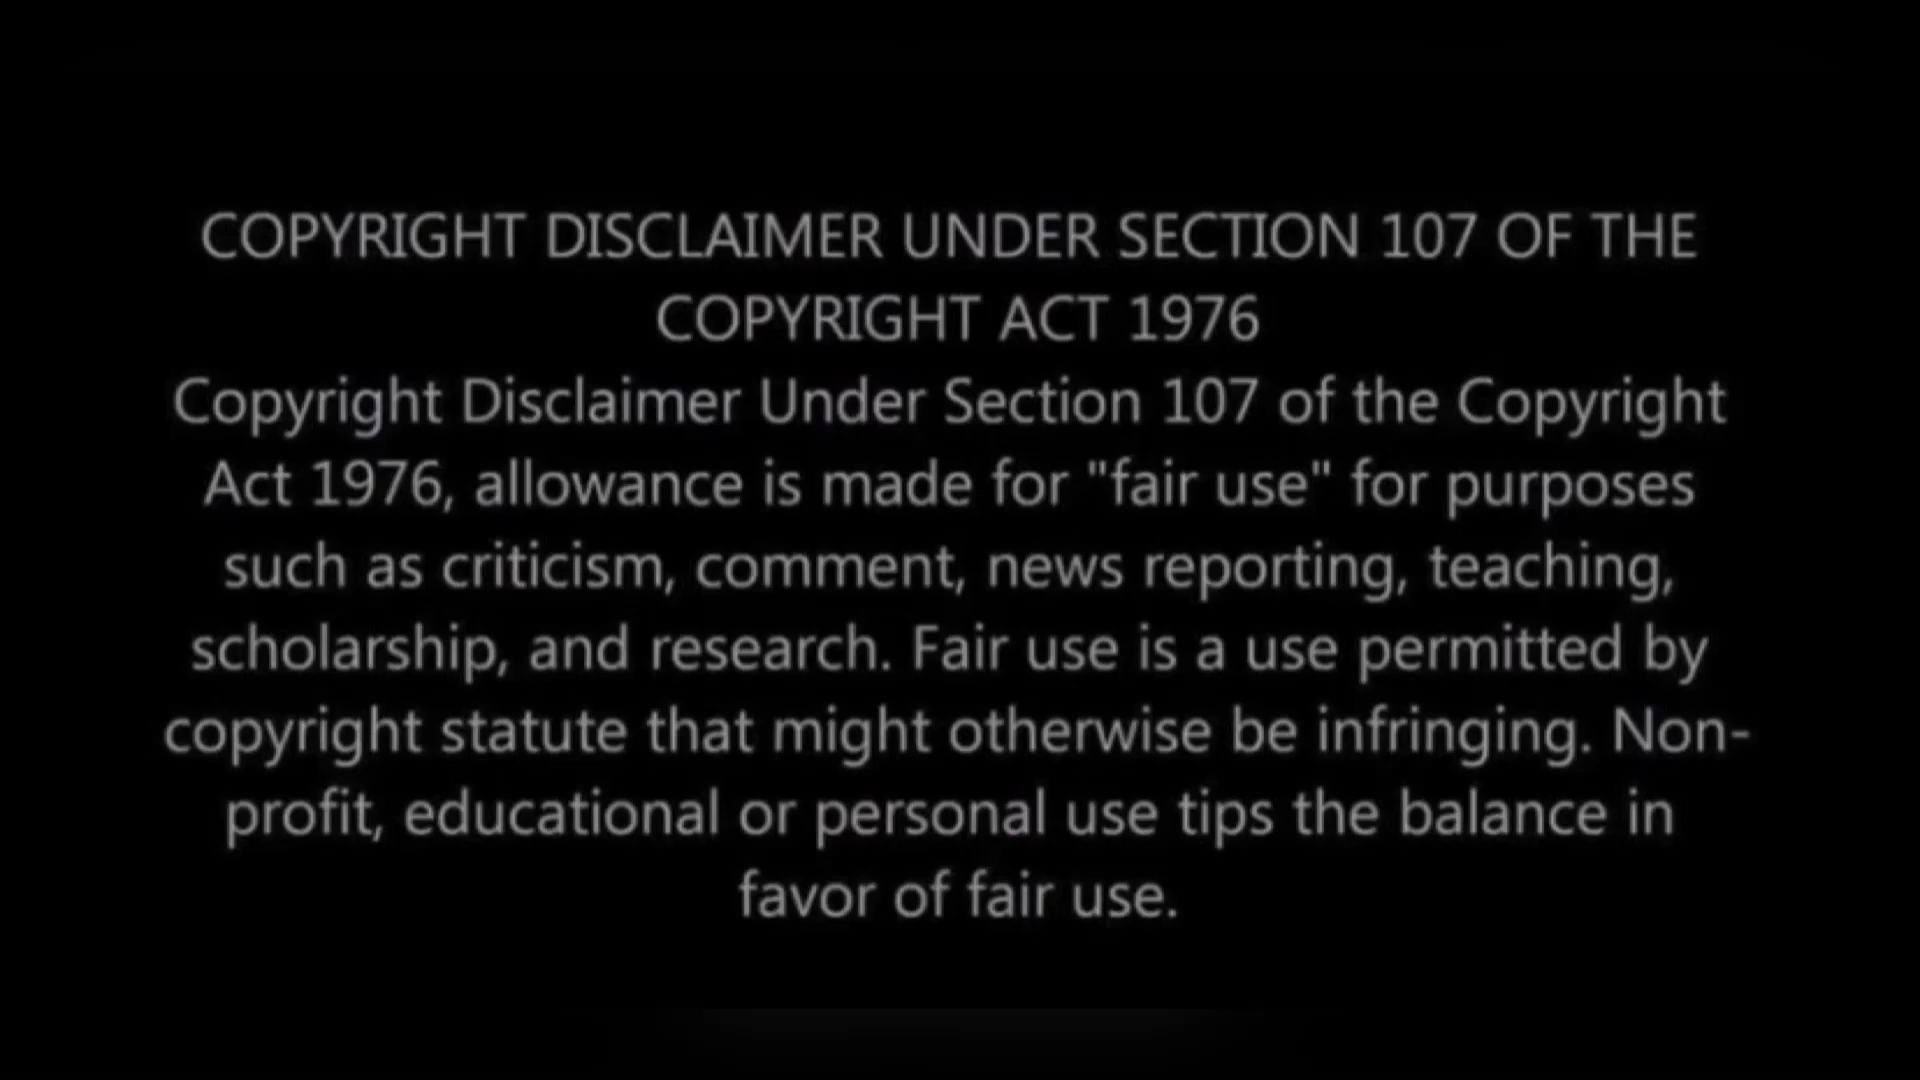 COPYRIGHT DISCLAIMER UNDER SECTION 107 OF THE
COPYRIGHT ACT 1976
Copyright Disclaimer Under Section 107 of the Copyright
Act 1976, allowance is made for "fair use" for purposes
such as criticism, comment, news reporting, teaching,
scholarship, and research. Fair use is a use permitted by
copyright statute that might otherwise be infringing. Non-
profit, educational or personal use tips the balance in
favor of fair use.